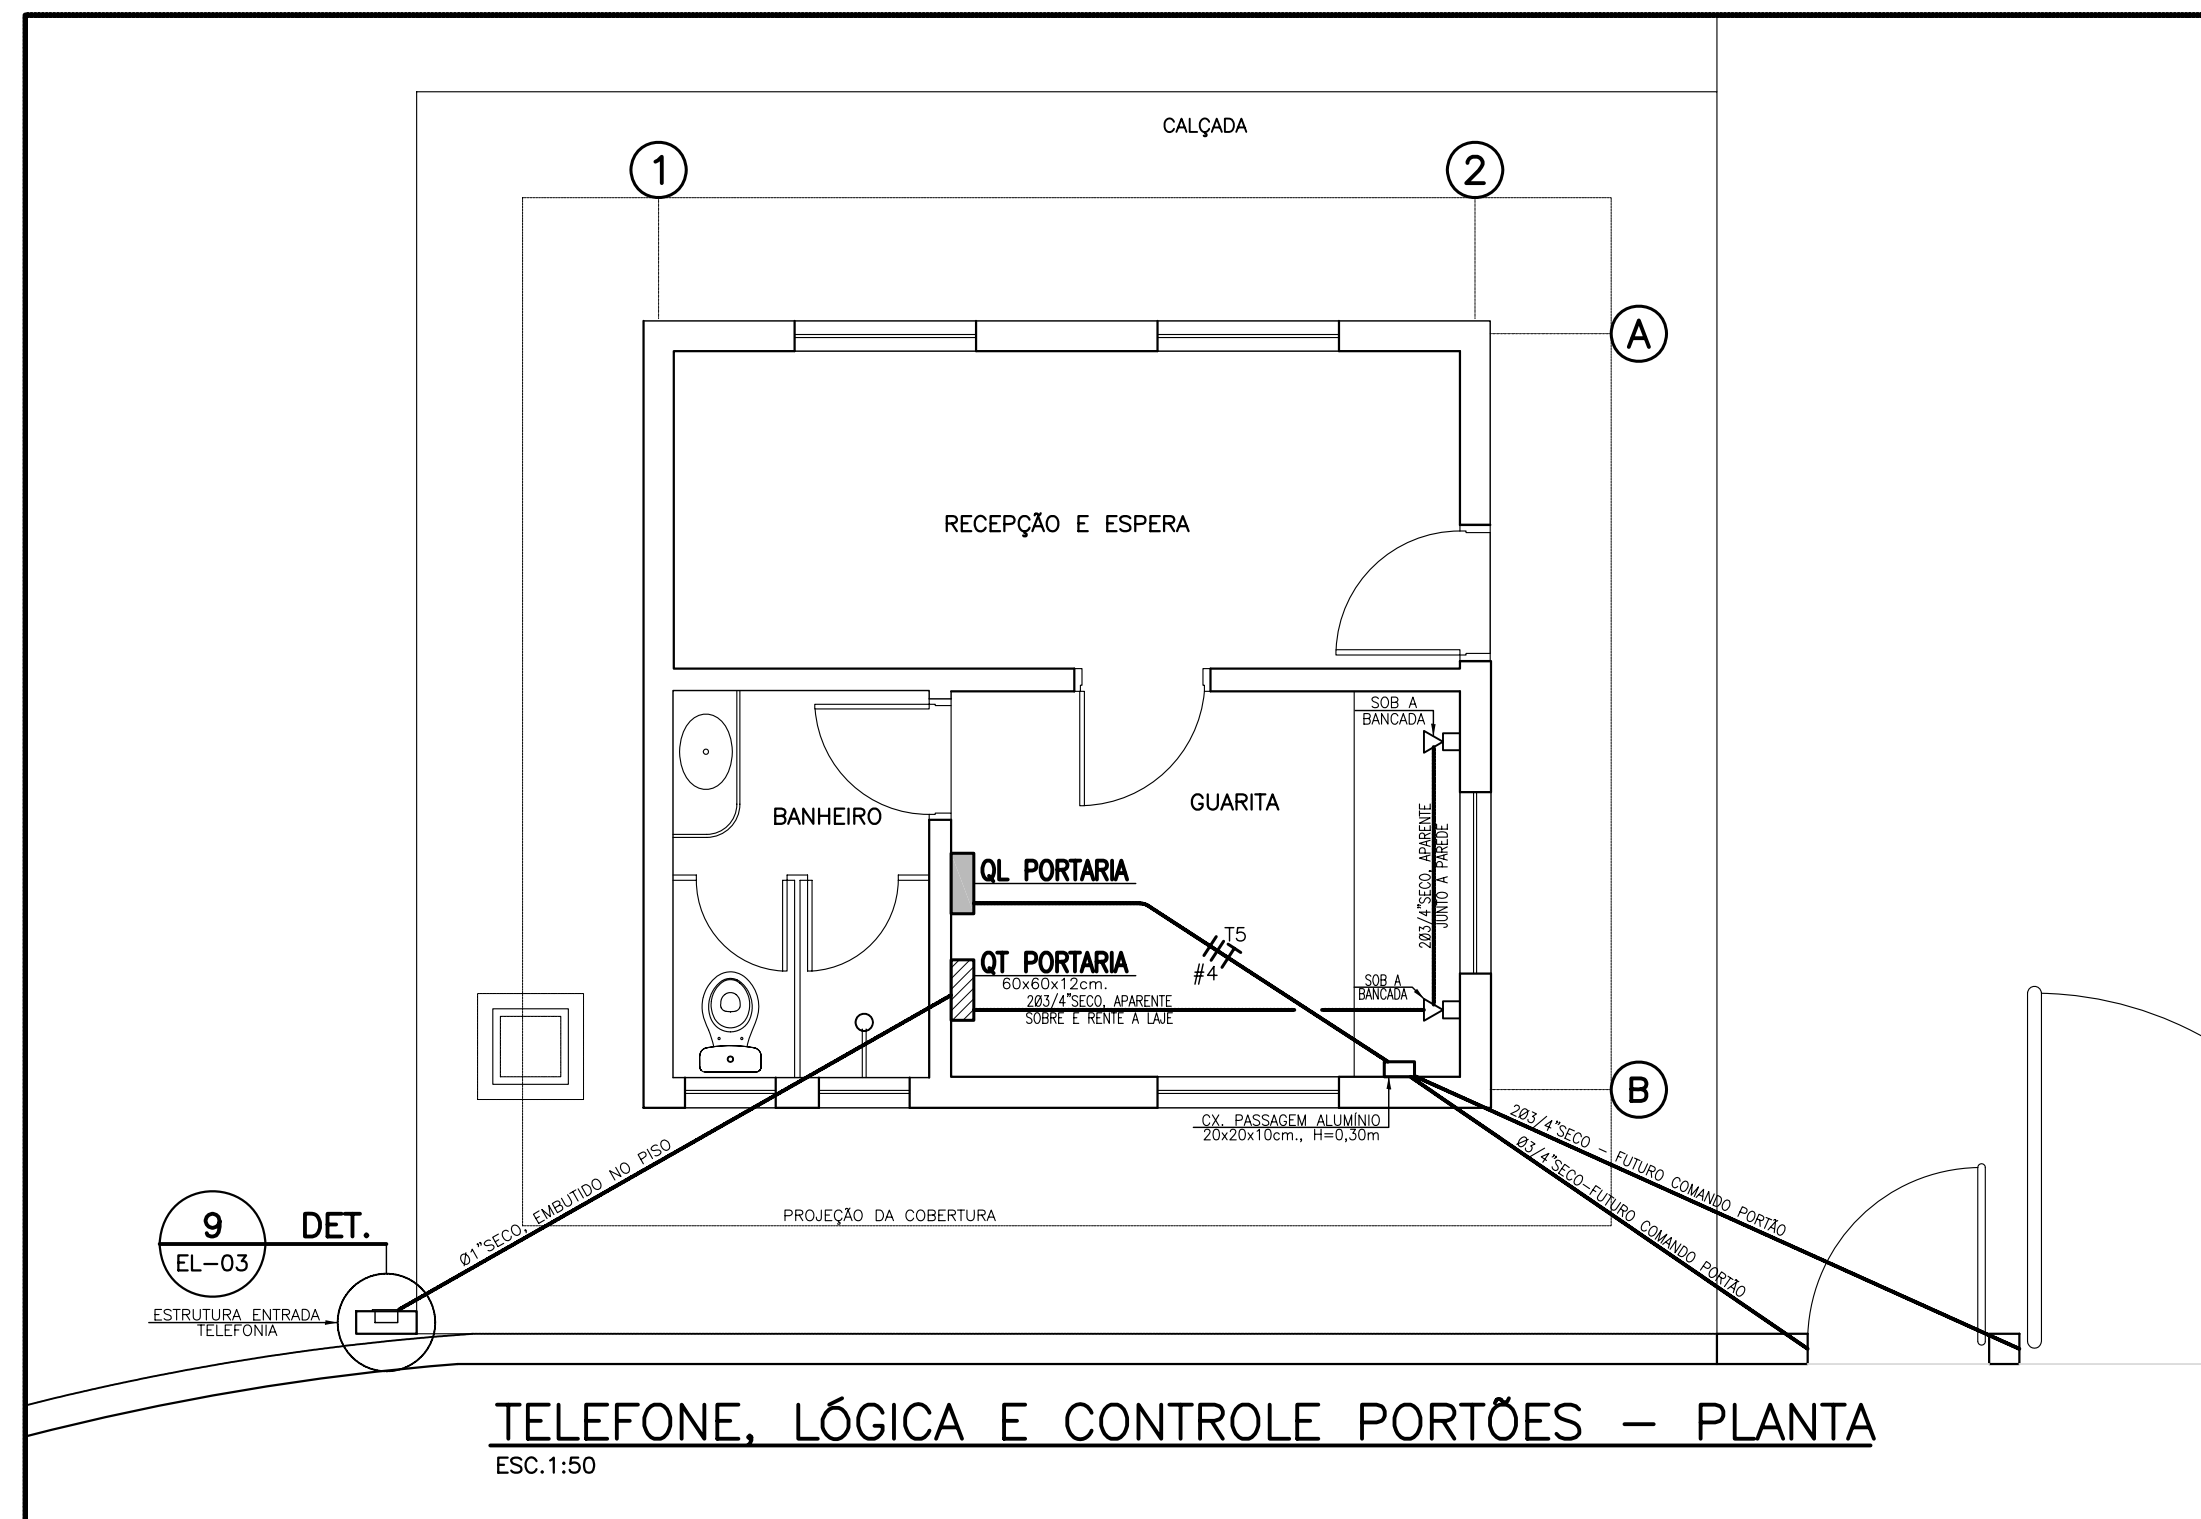 CALÇADA
1
2
A
RECEPÇÃO E ESPERA
SOB A
BANCADA
BANHEIRO
GUARITA
2Ø3/4"SECO, APARENTE
JUNTO A PAREDE
QL PORTARIA
T5
#4
QT PORTARIA
60x60x12cm.
2Ø3/4"SECO, APARENTE
SOBRE E RENTE A LAJE
SOB A
BANCADA
B
CX. PASSAGEM ALUMÍNIO
20x20x10cm., H=0,30m
2Ø3/4"SECO - FUTURO COMANDO PORTÃO
Ø3/4"SECO-FUTURO COMANDO PORTÃO
Ø1"SECO, EMBUTIDO NO PISO
PROJEÇÃO DA COBERTURA
9 DET.
EL-03
ESTRUTURA ENTRADA
TELEFONIA
TELEFONE, LÓGICA E CONTROLE PORTÕES - PLANTA
ESC.1:50